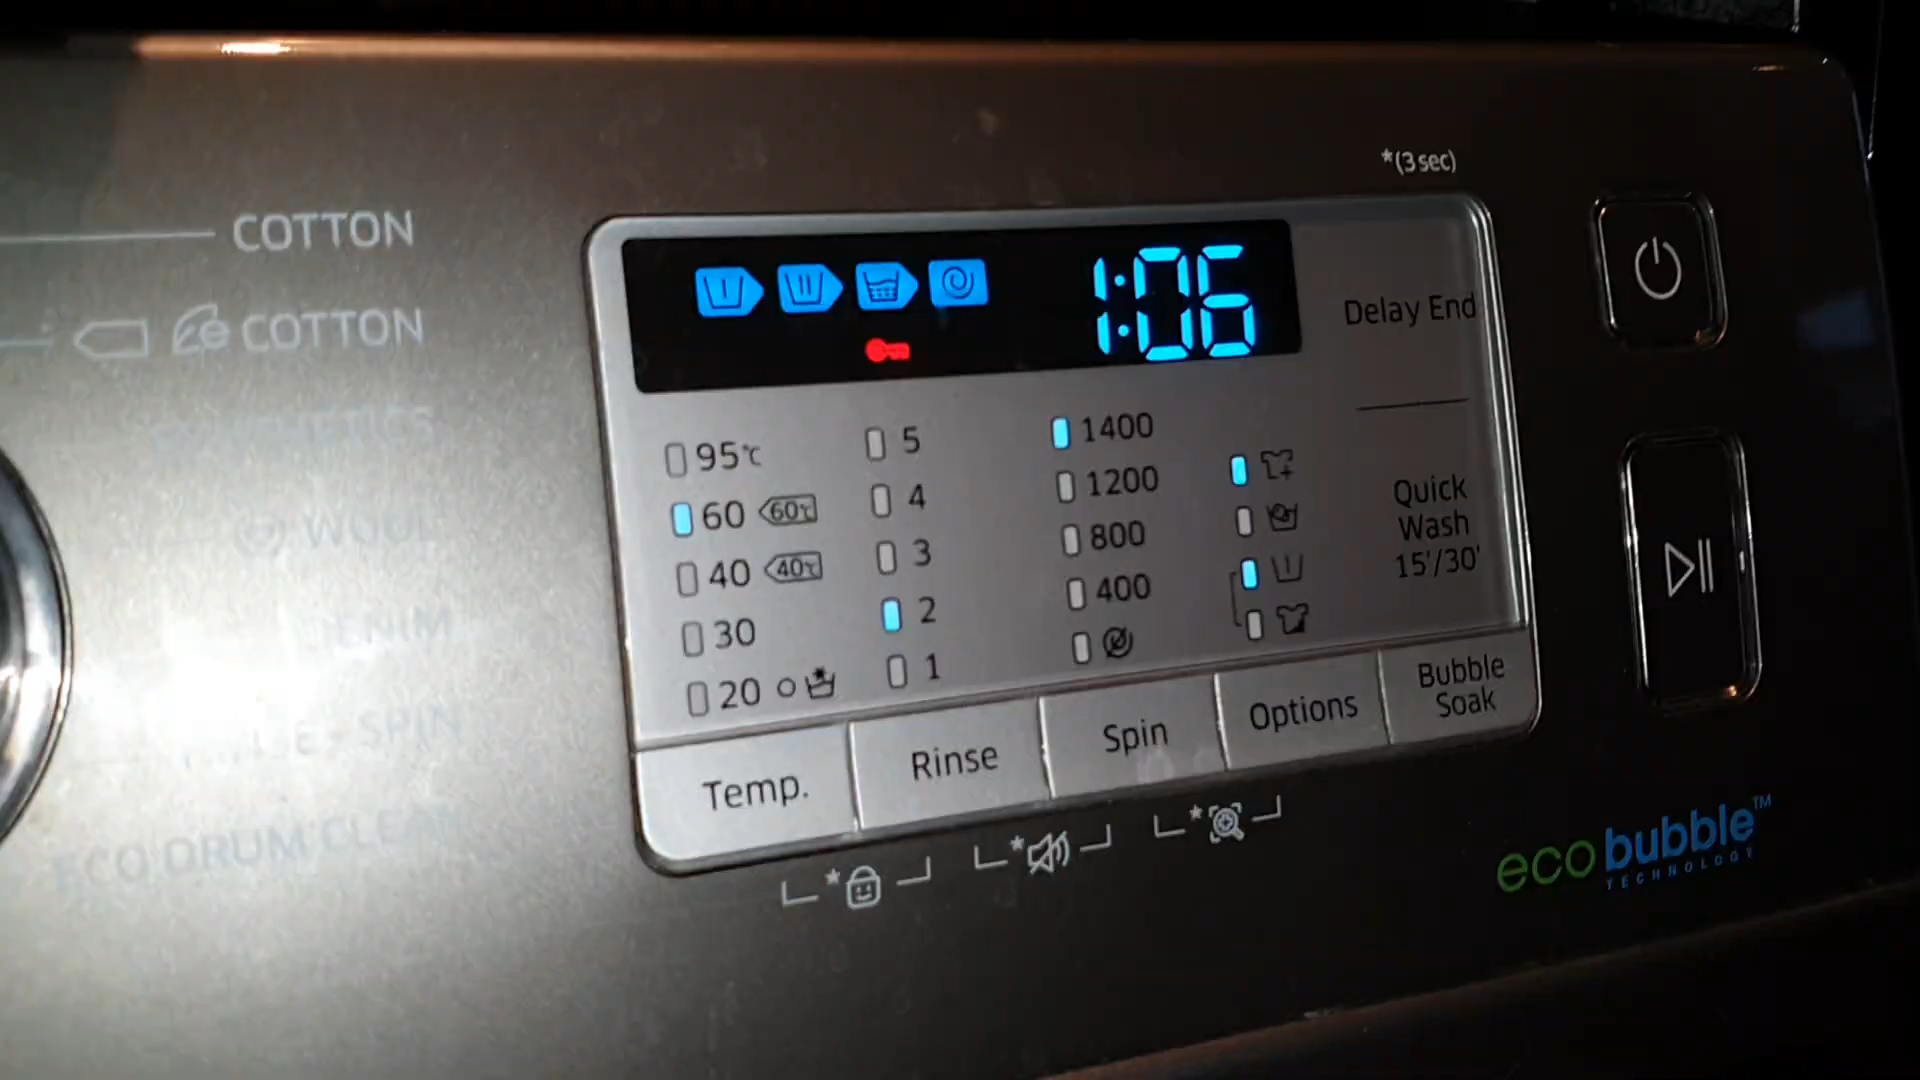 *(3 sec)
COTTON
e COTTON
1:06
Delay End
95℃
60 60℃
40 40℃
30
20
5
4
3
2
1
1400
1200
800
400
Quick
Wash
15'/30'
Temp.
Rinse
Spin
Options
Bubble
Soak
SYNTHETICS
WOOL
DENIM
RINSE+SPIN
ECO DRUM CLEAN
eco bubble™
TECHNOLOGY